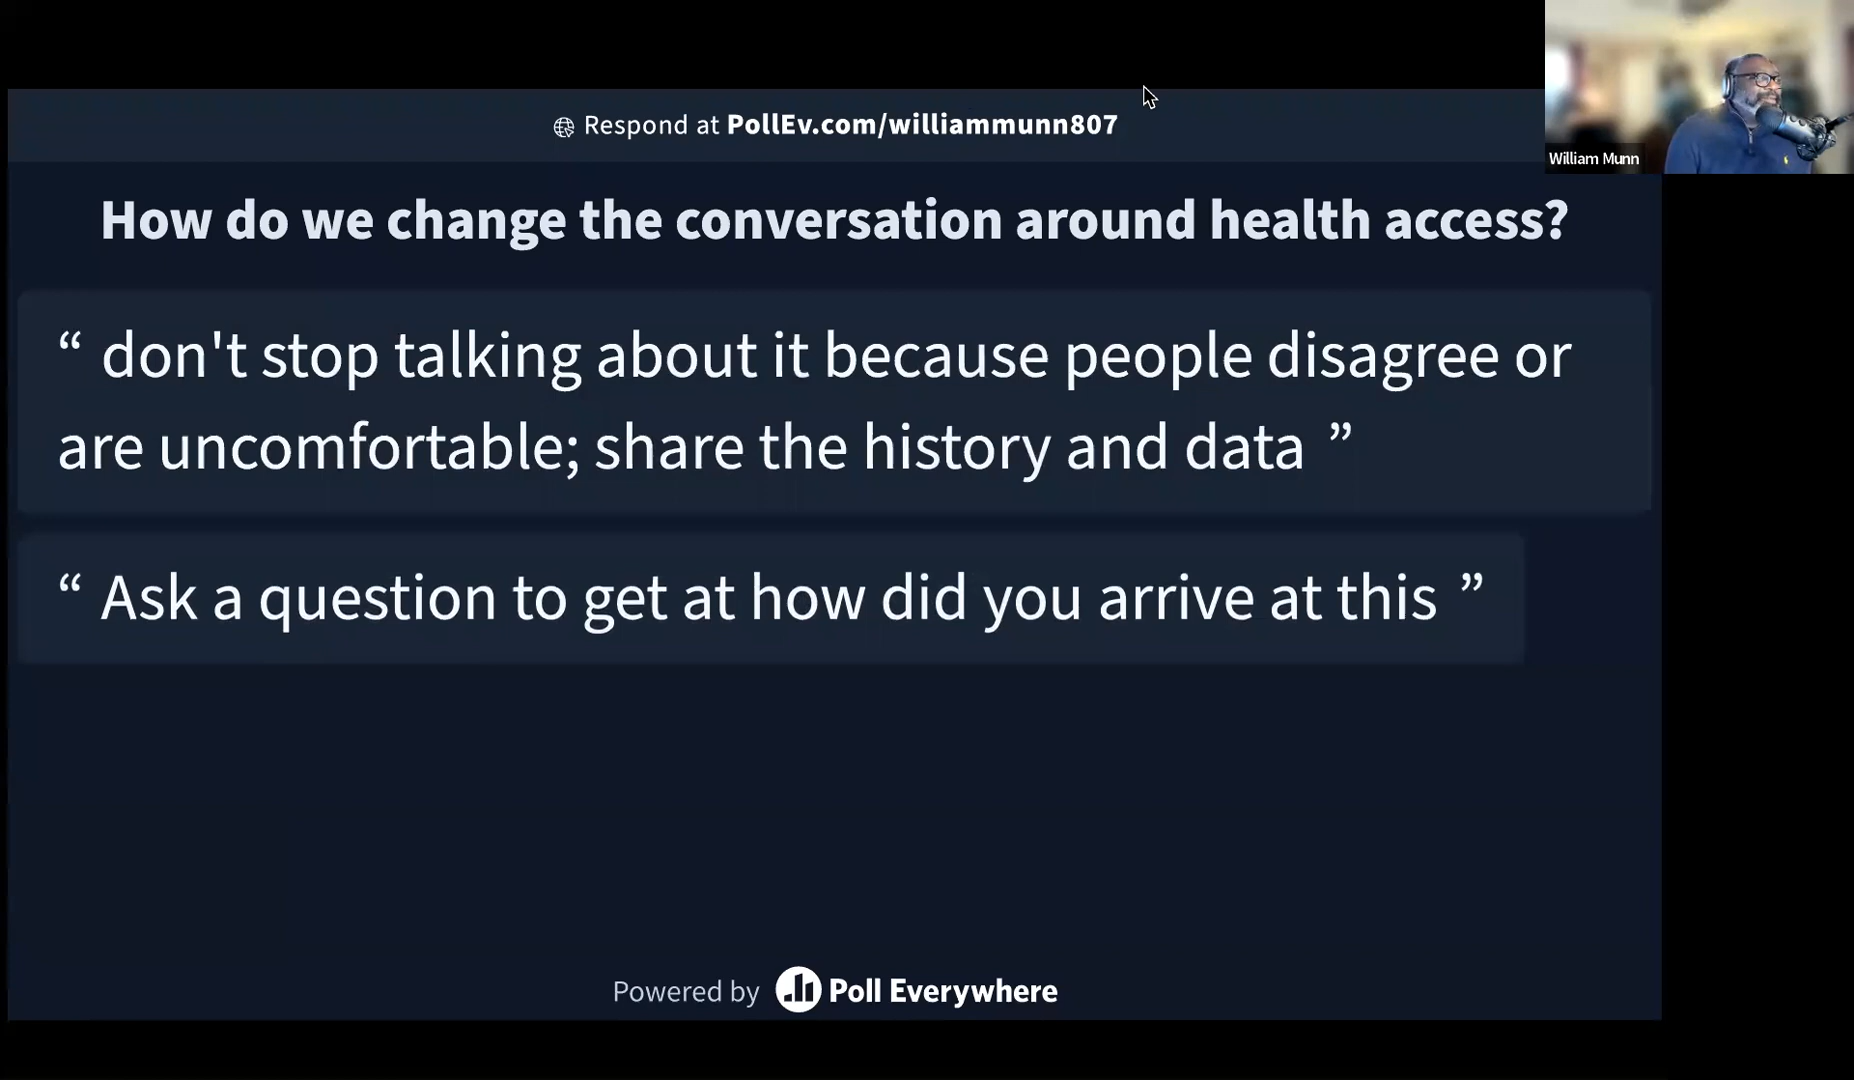 Respond at PollEv.com/williammunn807
William Munn
How do we change the conversation around health access?
“ don't stop talking about it because people disagree or
are uncomfortable; share the history and data ”
“ Ask a question to get at how did you arrive at this ”
Powered by Poll Everywhere